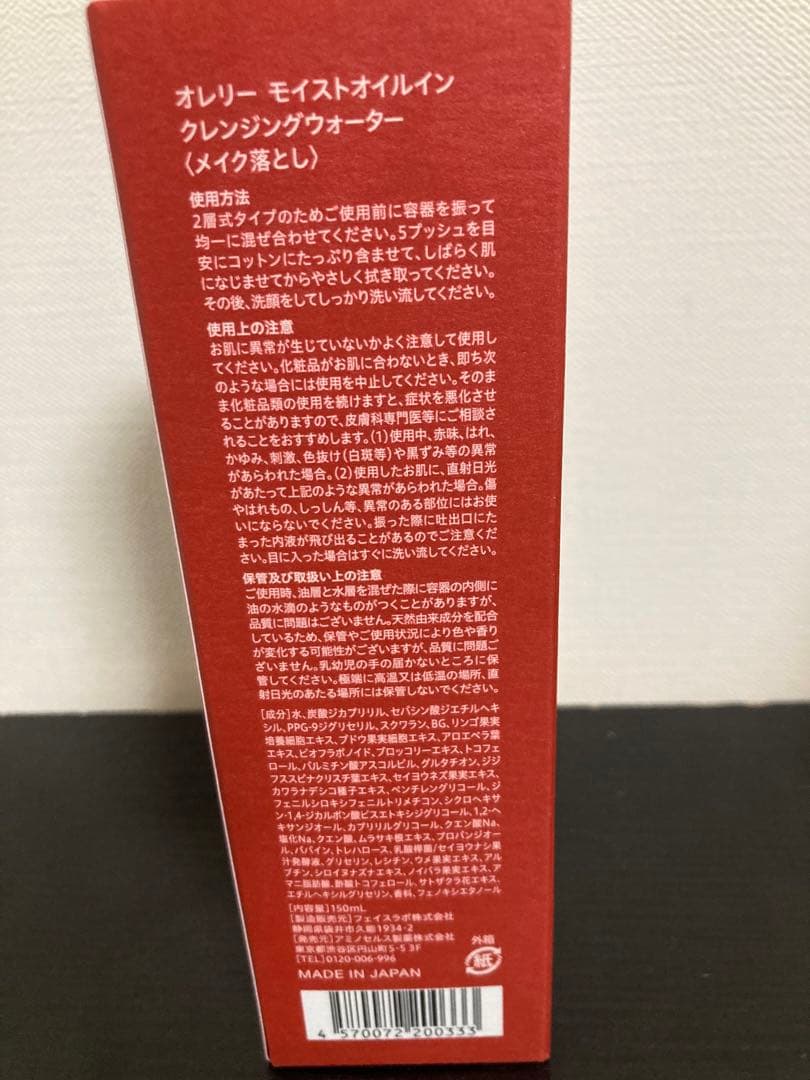 オレリー モイストオイルイン
クレンジングウォーター
〈メイク落とし〉
使用方法
2層式タイプのためご使用前に容器を振って
均一に混ぜ合わせてください。5プッシュを目
安にコットンにたっぷり含ませて、しばらく肌
になじませてからやさしく拭き取ってください。
その後、洗顔をしてしっかり洗い流してください。
使用上の注意
お肌に異常が生じていないかよく注意して使用し
てください。化粧品がお肌に合わないとき、即ち次
のような場合には使用を中止してください。そのま
ま化粧品類の使用を続けますと、症状を悪化させ
ることがありますので、皮膚科専門医等にご相談さ
れることをおすすめします。(1)使用中、赤味、はれ、
かゆみ、刺激、色抜け(白斑等)や黒ずみ等の異常
があらわれた場合。(2)使用したお肌に、直射日光
があたって上記のような異常があらわれた場合。傷
やはれもの、しっしん等、異常のある部位にはお使
いにならないでください。振った際に吐出口にた
まった内液が飛び出ることがあるのでご注意くだ
さい。目に入った場合はすぐに洗い流してください。
保管及び取扱い上の注意
ご使用時、油層と水層を混ぜた際に容器の内側に
油の水滴のようなものがつくことがありますが、
品質に問題はございません。天然由来成分を配合
しているため、保管やご使用状況により色や香り
が変化する可能性がございますが、品質に問題ご
ざいません。乳幼児の手の届かないところに保
管してください。極端に高温又は低温の場所、直
射日光のあたる場所には保管しないでください。
[成分]水、炭酸ジカプリリル、セバシン酸ジエチルヘキ
シル、PPG-9ジグリセリル、スクワラン、BG、リンゴ果実
培養細胞エキス、ブドウ果実細胞エキス、アロエベラ葉
エキス、ビオフラボノイド、ブロッコリーエキス、トコフェ
ロール、パルミチン酸アスコルビル、グルタチオン、ジジ
フススピナクリスチ葉エキス、セイヨウネズ果実エキス、
カワラナデシコ種子エキス、ペンチレングリコール、ジ
フェニルシロキシフェニルトリメチコン、シクロヘキサ
ン-1,4-ジカルボン酸ビスエトキシジグリコール、1,2-ヘ
キサンジオール、カプリリルグリコール、クエン酸Na、
塩化Na、クエン酸、ムラサキ根エキス、プロパンジオー
ル、パパイン、トレハロース、乳酸桿菌/セイヨウナシ果
汁発酵液、グリセリン、レシチン、ウメ果実エキス、アル
ブチン、シロイヌナズナエキス、ノイバラ果実エキス、ア
マニ脂肪酸、酢酸トコフェロール、サトザクラ花エキス、
エチルヘキシルグリセリン、香料、フェノキシエタノール
[内容量]150mL
[製造販売元]フェイスラボ株式会社
静岡県袋井市久能1934-2
[発売元]アミノセルス製薬株式会社
東京都渋谷区円山町5-5 3F
[TEL]0120-006-996
外箱
紙
MADE IN JAPAN
4 570072 200333